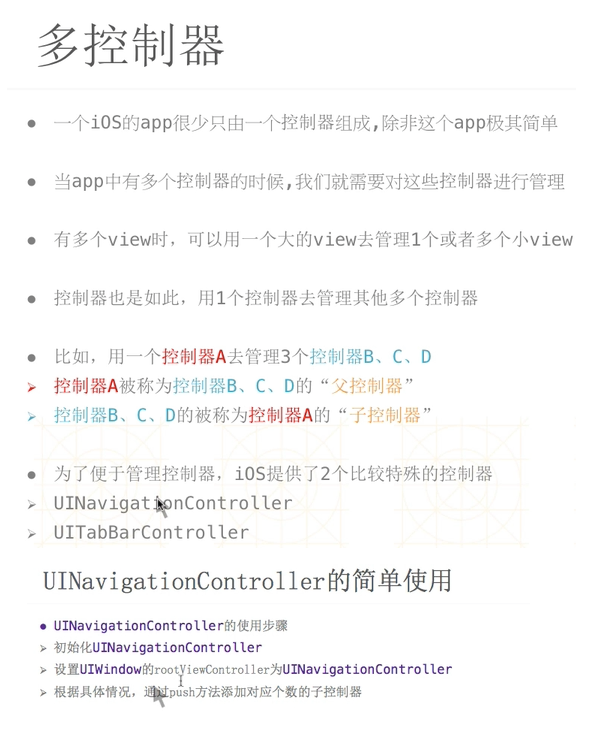 多控制器
● 一个iOS的app很少只由一个控制器组成,除非这个app极其简单
● 当app中有多个控制器的时候,我们就需要对这些控制器进行管理
● 有多个view时，可以用一个大的view去管理1个或者多个小view
● 控制器也是如此，用1个控制器去管理其他多个控制器
● 比如，用一个控制器A去管理3个控制器B、C、D
➢ 控制器A被称为控制器B、C、D的“父控制器”
➢ 控制器B、C、D的被称为控制器A的“子控制器”
● 为了便于管理控制器，iOS提供了2个比较特殊的控制器
➢ UINavigationController
➢ UITabBarController
UINavigationController的简单使用
● UINavigationController的使用步骤
➢ 初始化UINavigationController
➢ 设置UIWindow的rootViewController为UINavigationController
➢ 根据具体情况，通过push方法添加对应个数的子控制器